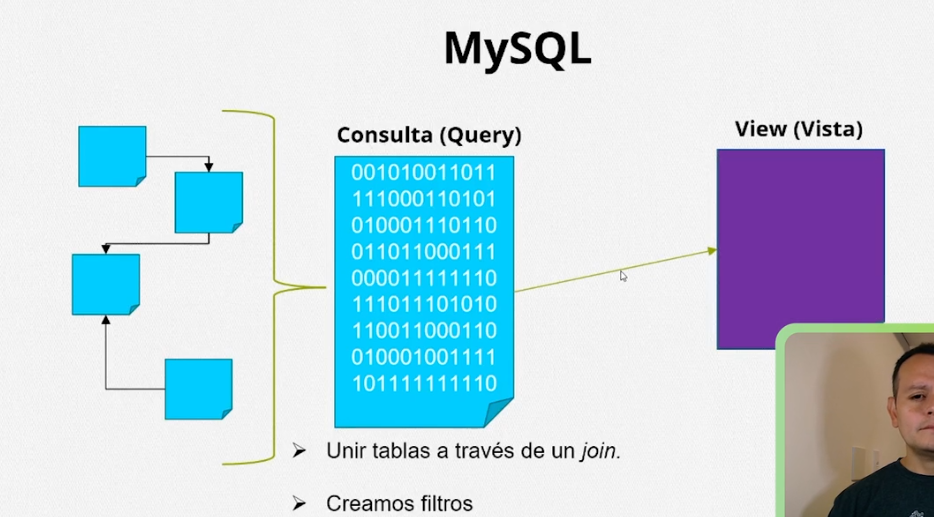 MySQL
Consulta (Query)
View (Vista)
001010011011
111000110101
010001110110
011011000111
000011111110
111011101010
110011000110
010001001111
101111111110
➢ Unir tablas a través de un join.
➢ Creamos filtros